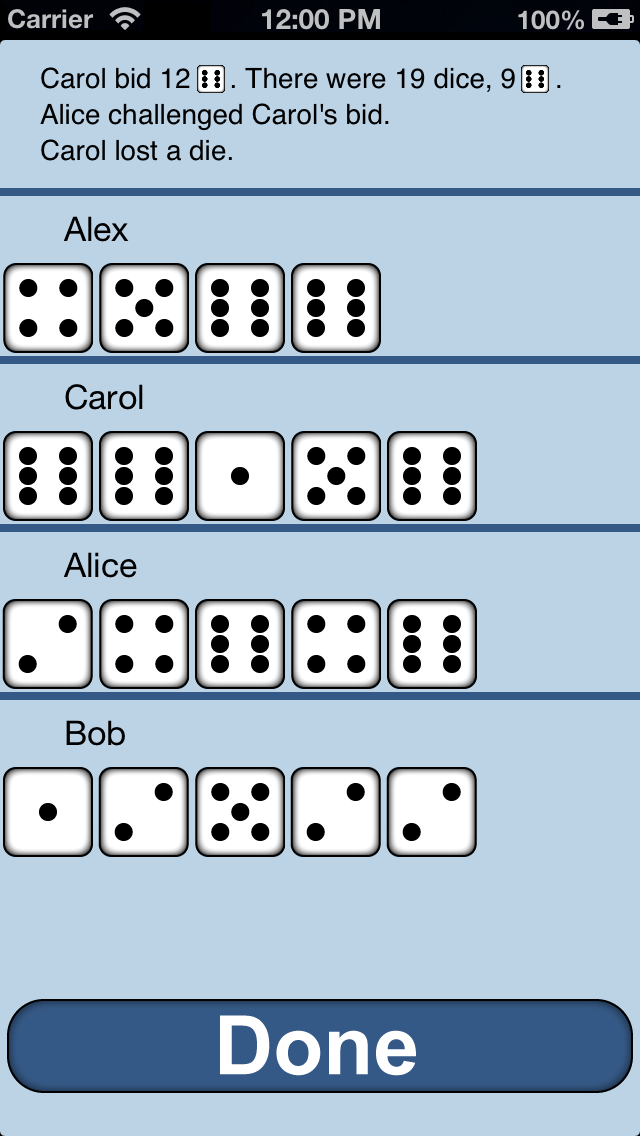 Carrier 12:00 PM 100%
Carol bid 12 . There were 19 dice, 9 .
Alice challenged Carol's bid.
Carol lost a die.
Alex
Carol
Alice
Bob
Done